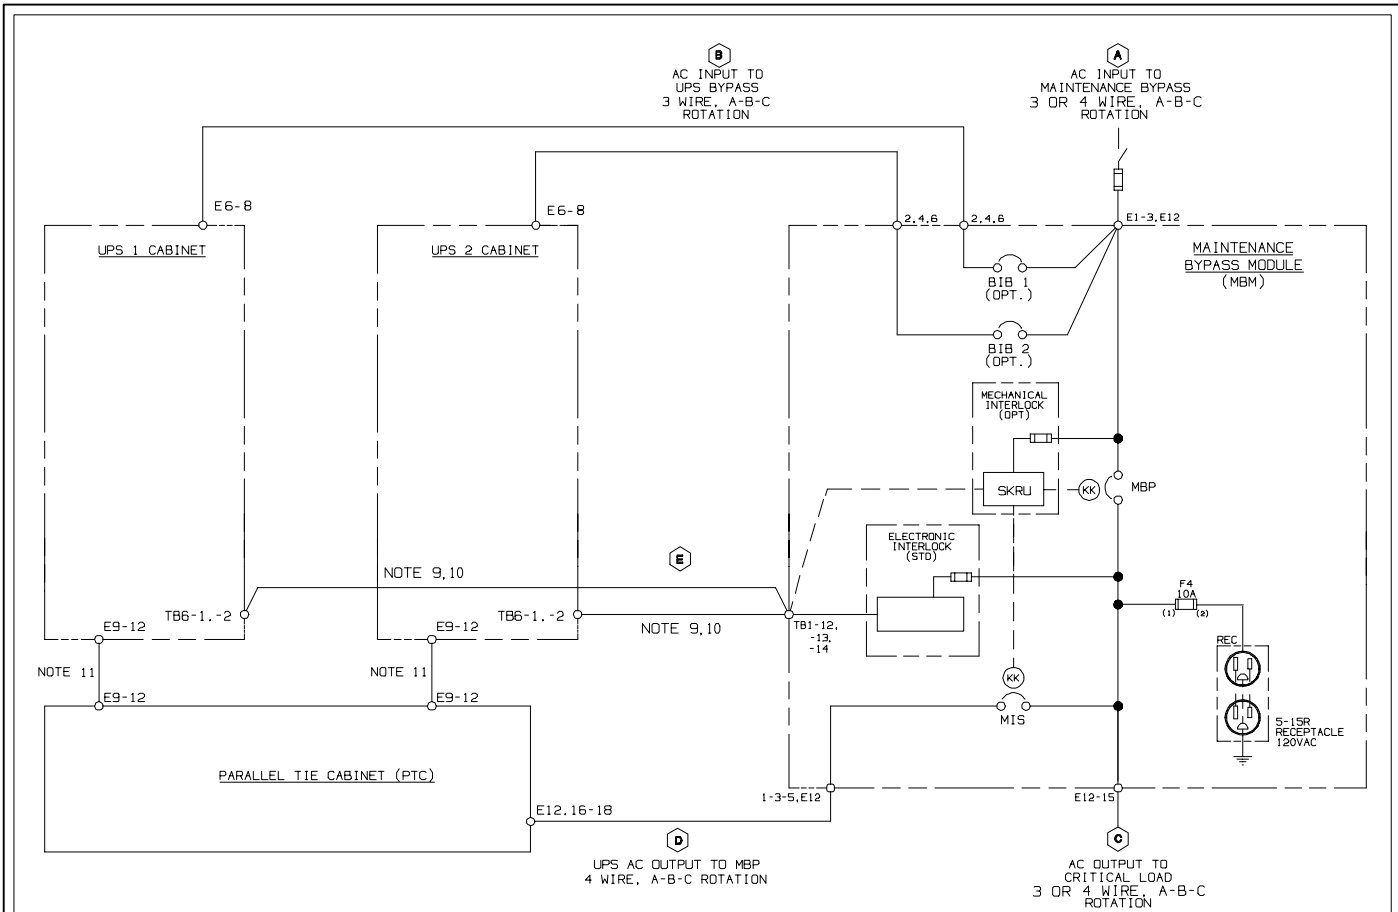 B
AC INPUT TO
UPS BYPASS
3 WIRE, A-B-C
ROTATION
A
AC INPUT TO
MAINTENANCE BYPASS
3 OR 4 WIRE, A-B-C
ROTATION
E6-8
E6-8
2,4,6
2,4,6
E1-3,E12
UPS 1 CABINET
UPS 2 CABINET
MAINTENANCE
BYPASS MODULE
(MBM)
BIB 1
(OPT.)
BIB 2
(OPT.)
MECHANICAL
INTERLOCK
(OPT)
SKRU
KK
MBP
ELECTRONIC
INTERLOCK
(STD)
E
NOTE 9,10
F4
10A
(1)
(2)
TB6-1,-2
TB6-1,-2
NOTE 9,10
TB1-12,
-13,
-14
E9-12
E9-12
REC
NOTE 11
NOTE 11
KK
E9-12
E9-12
MIS
5-15R
RECEPTACLE
120VAC
PARALLEL TIE CABINET (PTC)
1-3-5,E12
E12-15
E12,16-18
D
UPS AC OUTPUT TO MBP
4 WIRE, A-B-C ROTATION
C
AC OUTPUT TO
CRITICAL LOAD
3 OR 4 WIRE, A-B-C
ROTATION